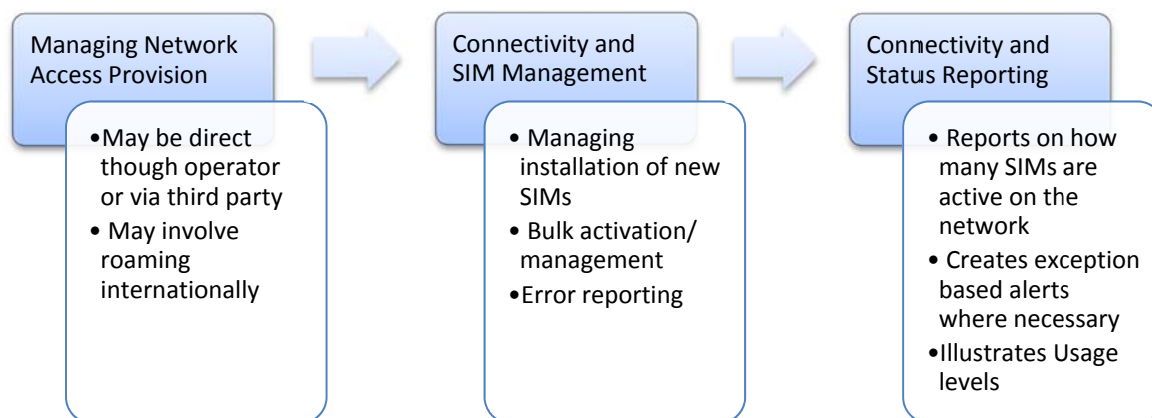 Managing Network
Access Provision
•May be direct
though operator
or via third party
• May involve
roaming
internationally
Connectivity and
SIM Management
• Managing
installation of new
SIMs
• Bulk activation/
management
•Error reporting
Connectivity and
Status Reporting
• Reports on how
many SIMs are
active on the
network
• Creates exception
based alerts
where necessary
•Illustrates Usage
levels